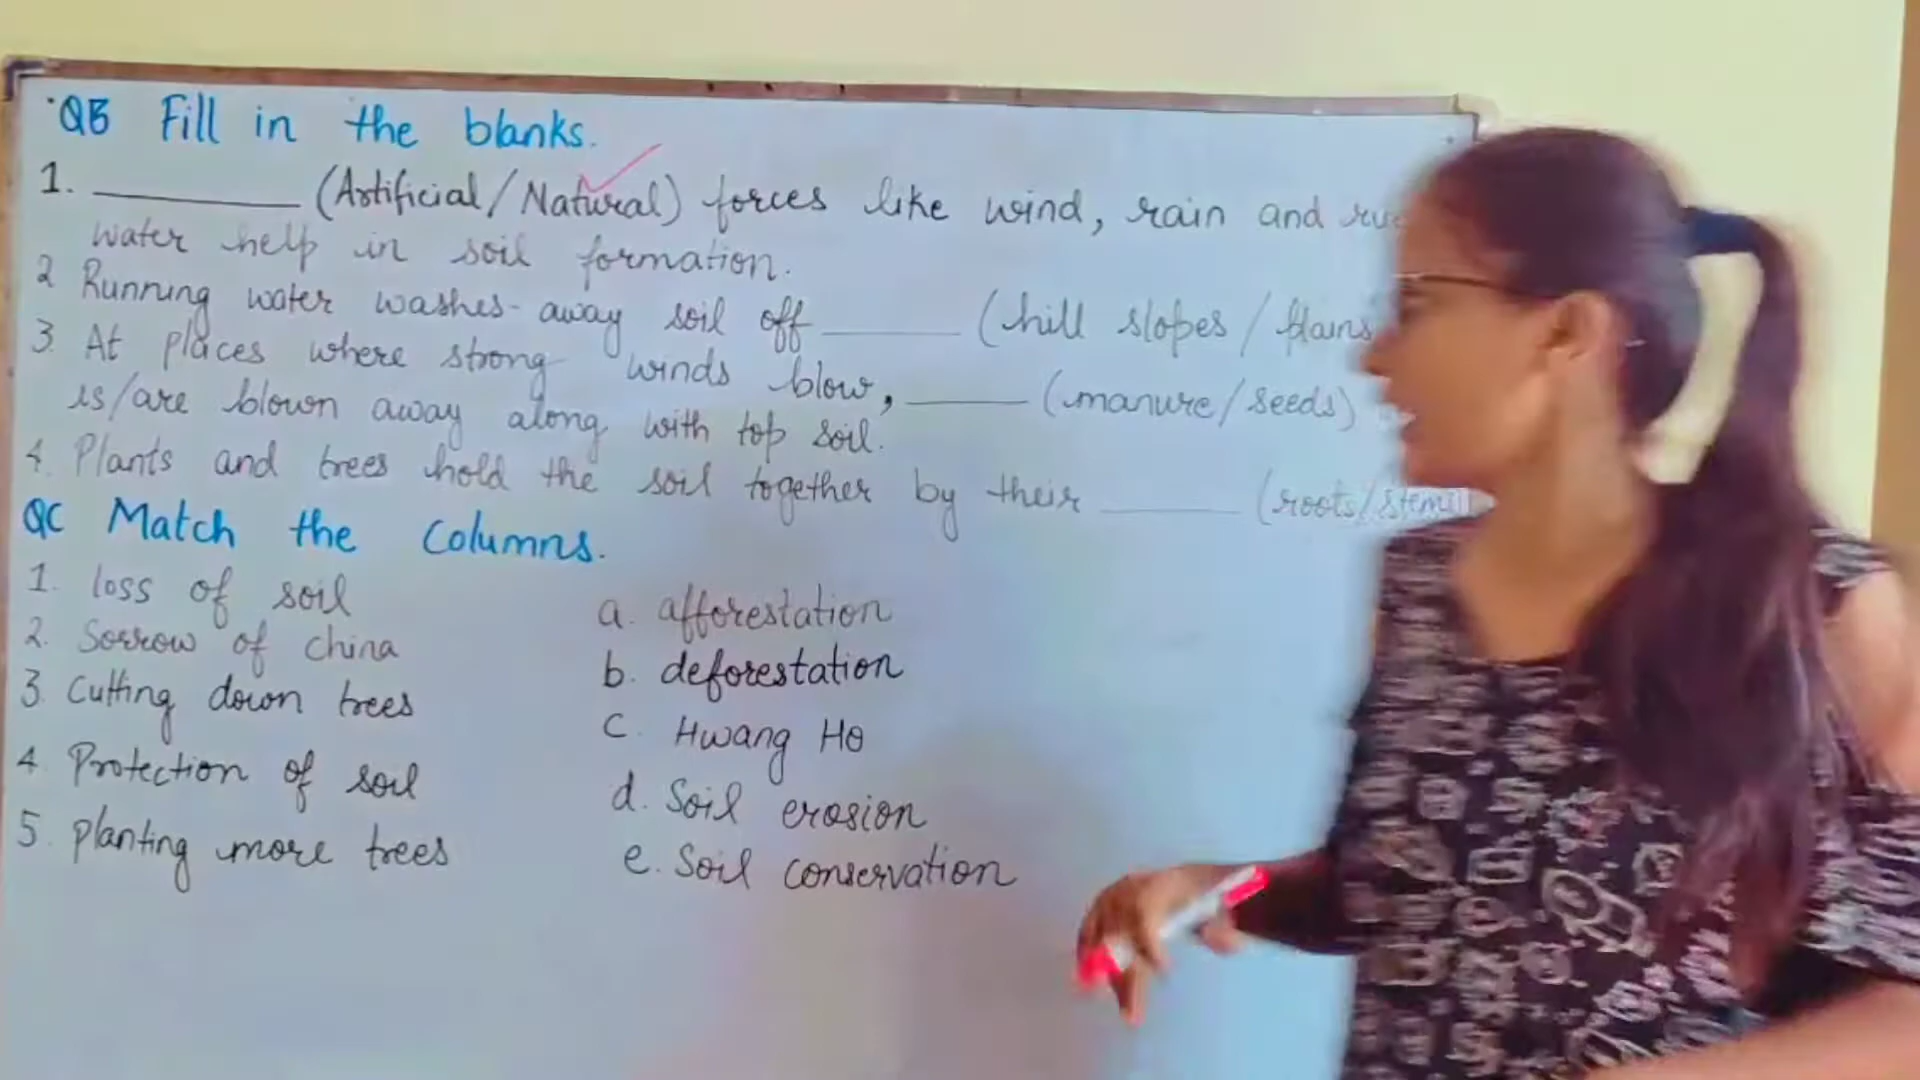 QB Fill in the blanks.
1. ________ (Artificial/Natural) forces like wind, rain and
water help in soil formation.
2 Running water washes away soil off ______ (hill slopes / plains
3. At places where strong winds blow, ______ (manure/seeds)
is/are blown away along with top soil.
4. Plants and trees hold the soil together by their ______ (roots/stems
QC Match the Columns.
1. loss of soil
a. afforestation
2. Sorrow of china
b. deforestation
3. Cutting down trees
C. Hwang Ho
4. Protection of soil
d. Soil erosion
5. planting more trees
e. Soil conservation